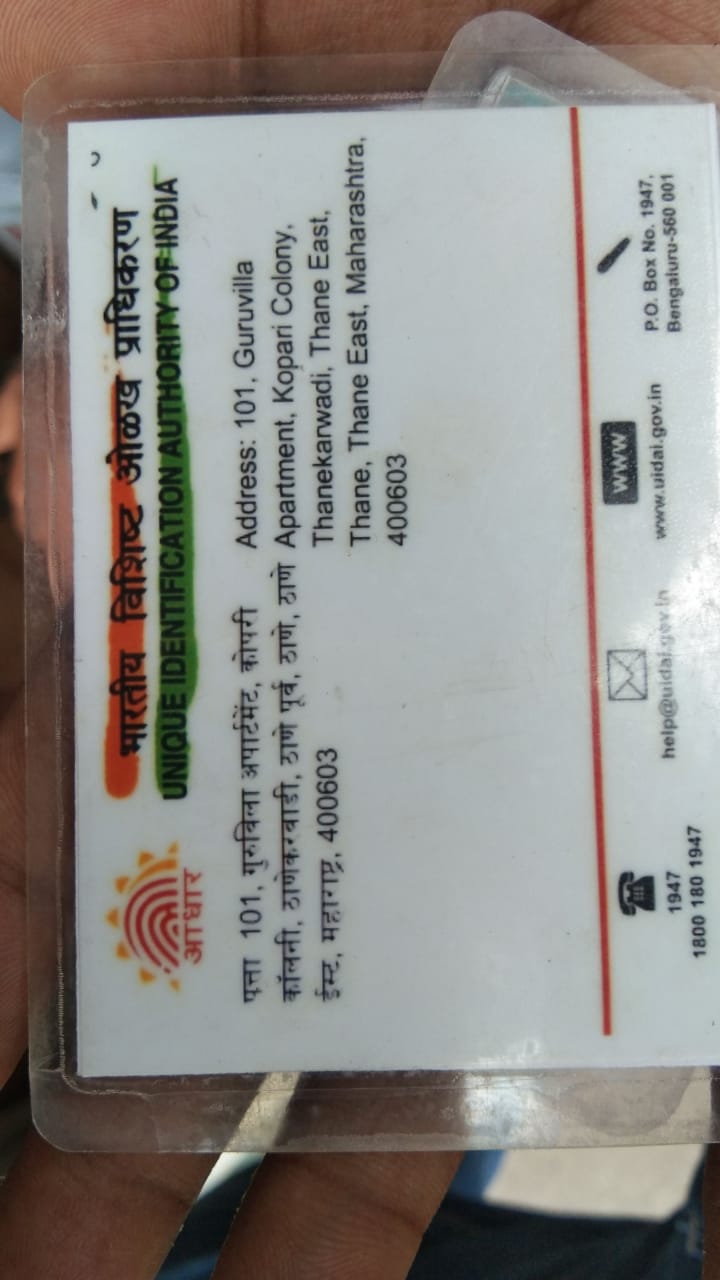 भारतीय विशिष्ट ओळख प्राधिकरण
UNIQUE IDENTIFICATION AUTHORITY OF INDIA
आधार
पत्ता 101, गुरुविला अपार्टमेंट, कोपरी
कॉलनी, ठाणेकरवाडी, ठाणे पूर्व, ठाणे, ठाणे
ईस्ट, महाराष्ट्र, 400603
Address: 101, Guruvilla
Apartment, Kopari Colony,
Thanekarwadi, Thane East,
Thane, Thane East, Maharashtra,
400603
1947
1800 180 1947
help@uidai.gov.in
WWW
www.uidai.gov.in
P.O. Box No. 1947,
Bengaluru-560 001